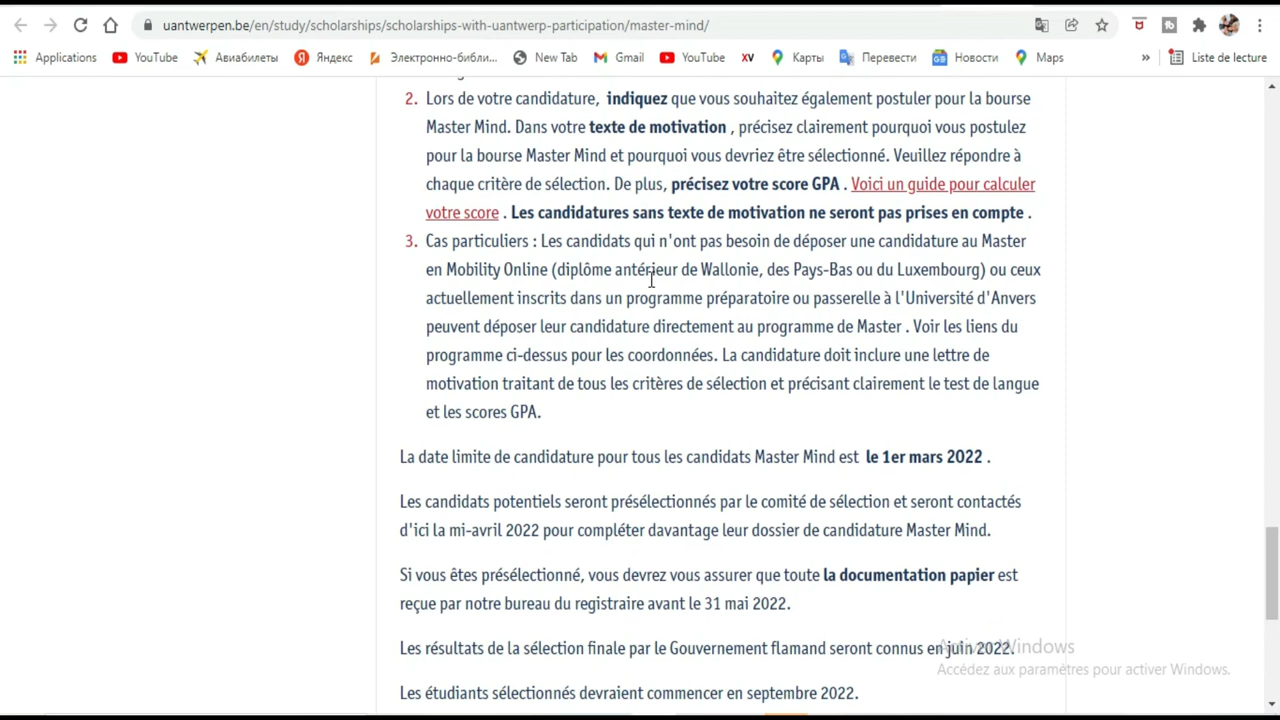 uantwerpen.be/en/study/scholarships/scholarships-with-uantwerp-participation/master-mind/
Applications YouTube Авиабилеты Яндекс Электронно-библи... New Tab Gmail YouTube XV Карты Перевести Новости Maps » Liste de lecture
2. Lors de votre candidature, indiquez que vous souhaitez également postuler pour la bourse
Master Mind. Dans votre texte de motivation , précisez clairement pourquoi vous postulez
pour la bourse Master Mind et pourquoi vous devriez être sélectionné. Veuillez répondre à
chaque critère de sélection. De plus, précisez votre score GPA . Voici un guide pour calculer
votre score . Les candidatures sans texte de motivation ne seront pas prises en compte .
3. Cas particuliers : Les candidats qui n'ont pas besoin de déposer une candidature au Master
en Mobility Online (diplôme antérieur de Wallonie, des Pays-Bas ou du Luxembourg) ou ceux
actuellement inscrits dans un programme préparatoire ou passerelle à l'Université d'Anvers
peuvent déposer leur candidature directement au programme de Master . Voir les liens du
programme ci-dessus pour les coordonnées. La candidature doit inclure une lettre de
motivation traitant de tous les critères de sélection et précisant clairement le test de langue
et les scores GPA.
La date limite de candidature pour tous les candidats Master Mind est le 1er mars 2022 .
Les candidats potentiels seront présélectionnés par le comité de sélection et seront contactés
d'ici la mi-avril 2022 pour compléter davantage leur dossier de candidature Master Mind.
Si vous êtes présélectionné, vous devrez vous assurer que toute la documentation papier est
reçue par notre bureau du registraire avant le 31 mai 2022.
Les résultats de la sélection finale par le Gouvernement flamand seront connus en juin 2022.
Activer Windows
Accédez aux paramètres pour activer Windows.
Les étudiants sélectionnés devraient commencer en septembre 2022.